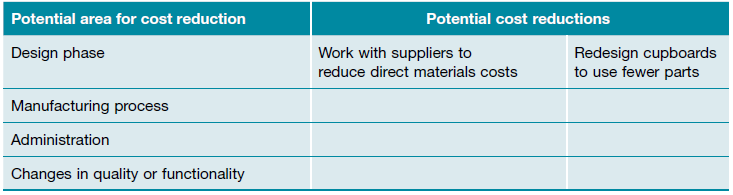 Potential area for cost reduction
Potential cost reductions
Design phase
Work with suppliers to
reduce direct materials costs
Redesign cupboards
to use fewer parts
Manufacturing process
Administration
Changes in quality or functionality